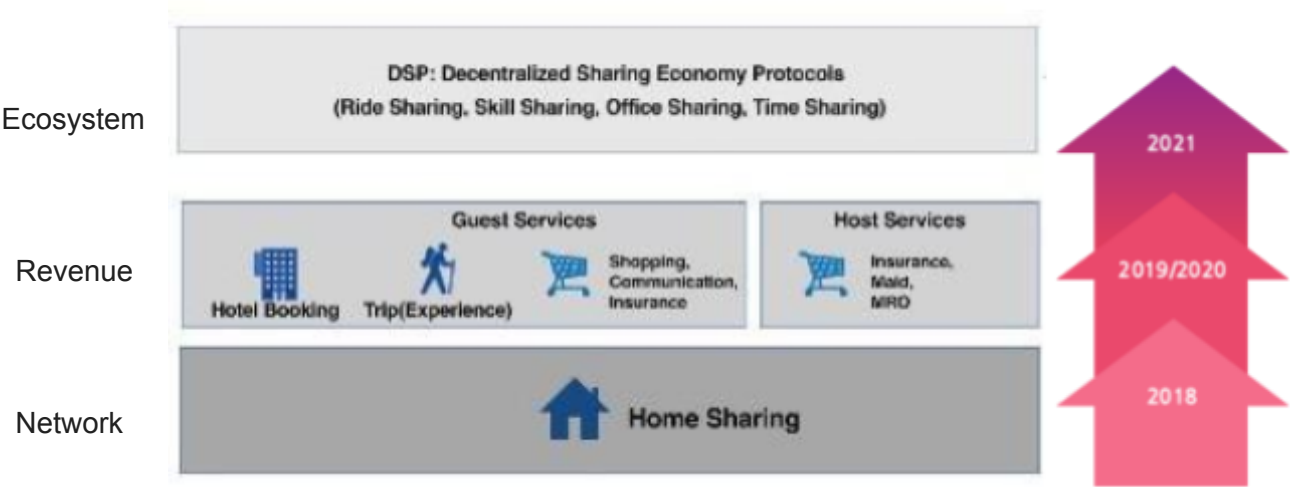 DSP: Decentralized Sharing Economy Protocols
(Ride Sharing, Skill Sharing, Office Sharing, Time Sharing)
Ecosystem
2021
Guest Services
Host Services
Revenue
Hotel Booking
Trip(Experience)
Shopping,
Communication,
Insurance
Insurance,
Maid,
MRO
2019/2020
Network
Home Sharing
2018